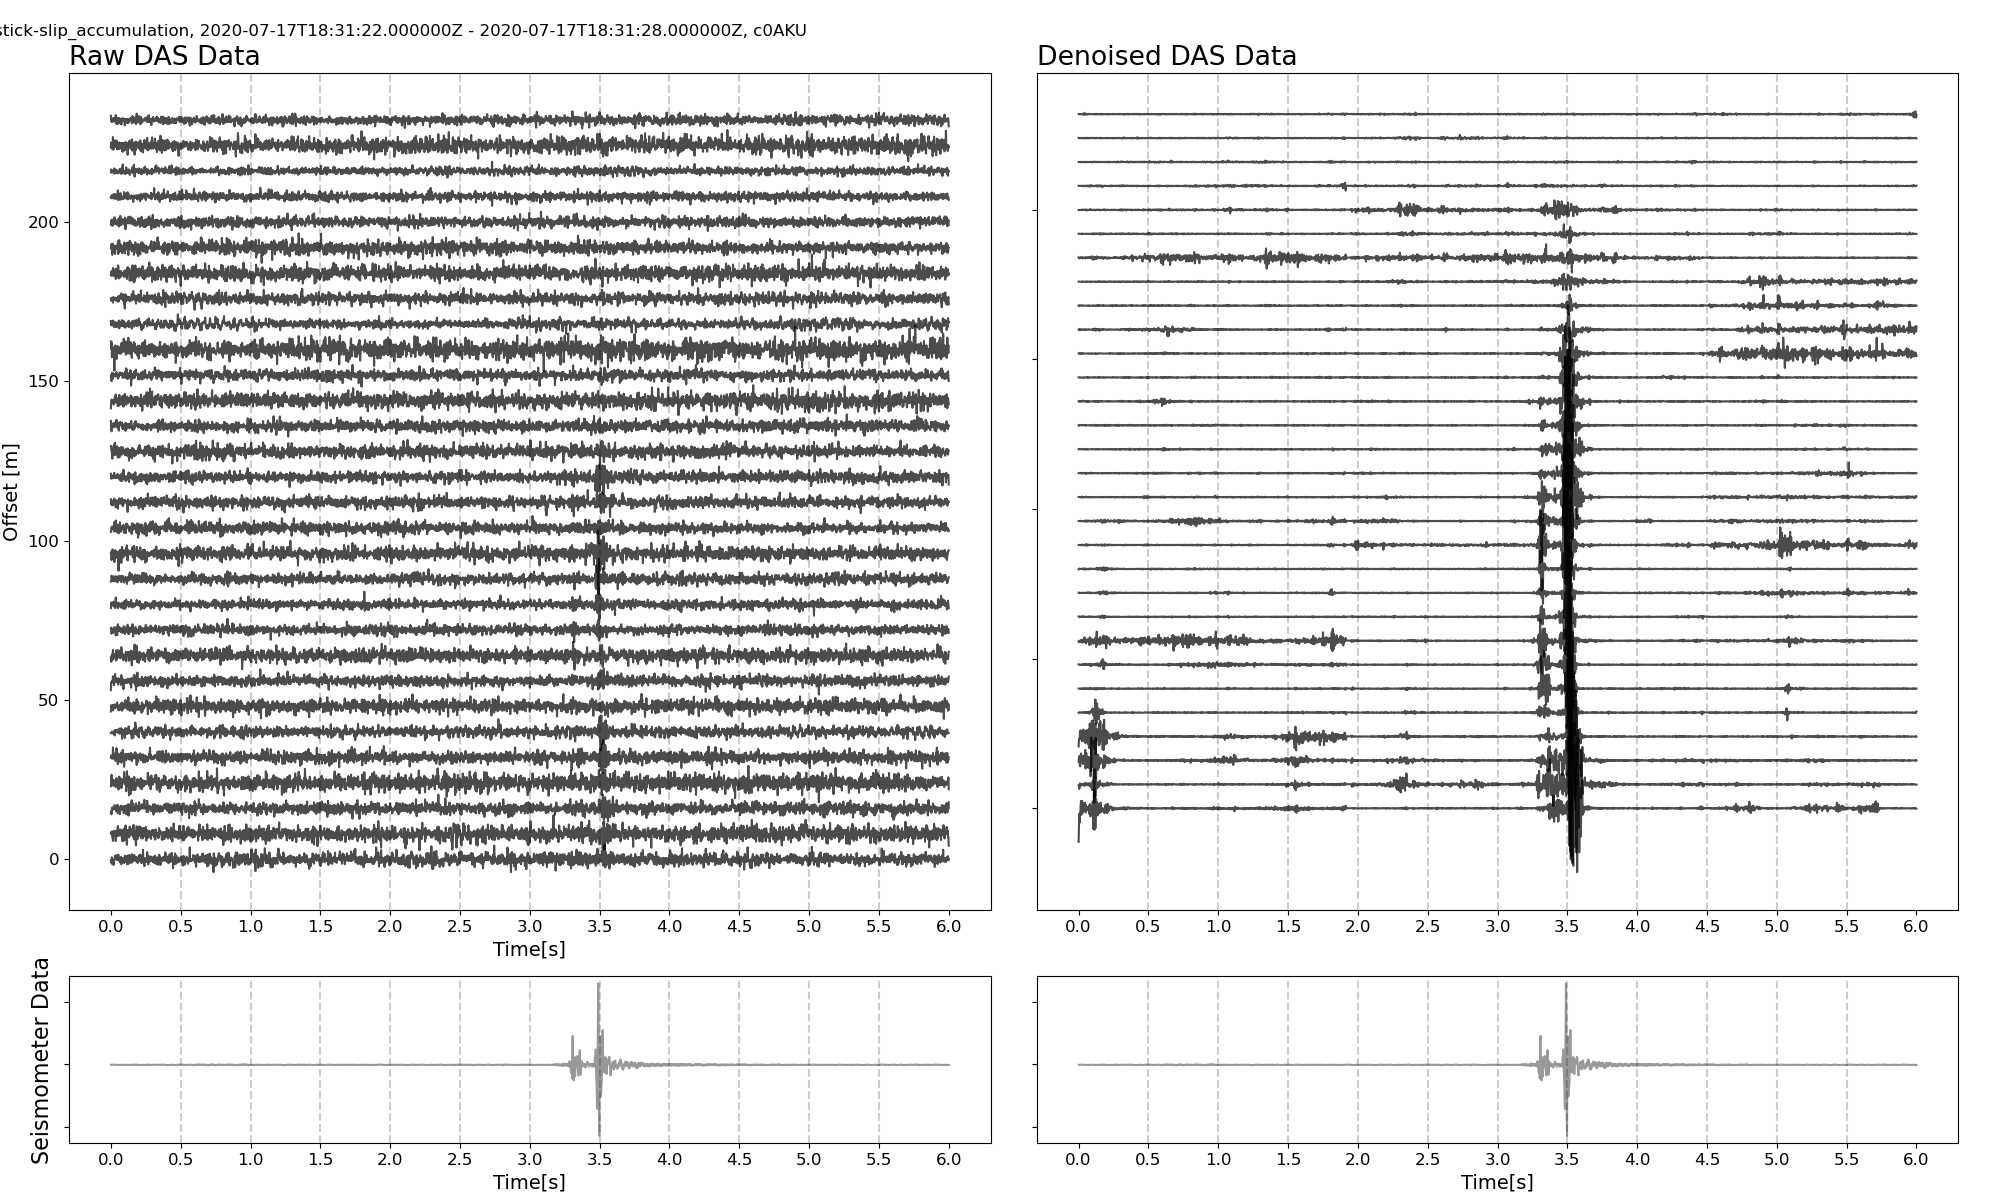 stick-slip_accumulation, 2020-07-17T18:31:22.000000Z - 2020-07-17T18:31:28.000000Z, c0AKU
Raw DAS Data
Denoised DAS Data
Offset [m]
200
150
100
50
0
0.0 0.5 1.0 1.5 2.0 2.5 3.0 3.5 4.0 4.5 5.0 5.5 6.0
Time[s]
0.0 0.5 1.0 1.5 2.0 2.5 3.0 3.5 4.0 4.5 5.0 5.5 6.0
Seismometer Data
0.0 0.5 1.0 1.5 2.0 2.5 3.0 3.5 4.0 4.5 5.0 5.5 6.0
Time[s]
0.0 0.5 1.0 1.5 2.0 2.5 3.0 3.5 4.0 4.5 5.0 5.5 6.0
Time[s]